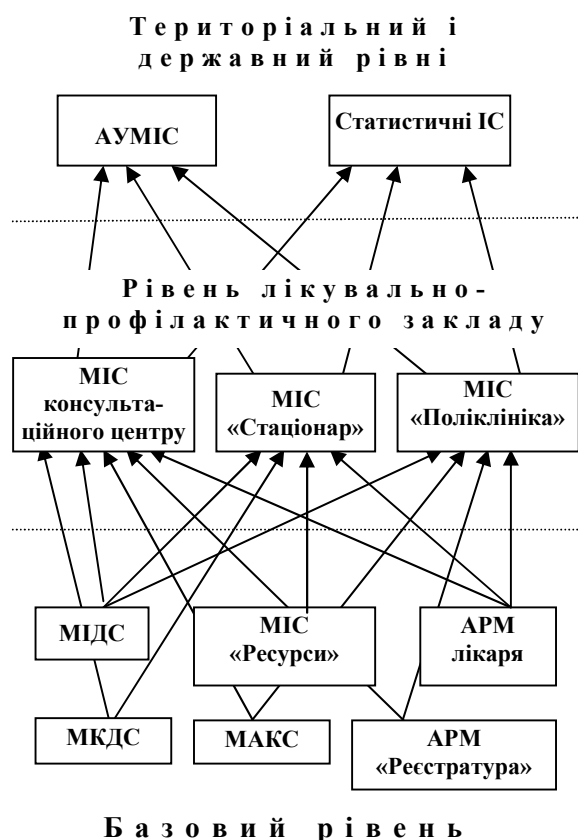 Територіальний і
державний рівні
АУМІС
Статистичні ІС
Рівень лікувально-
профілактичного закладу
МІС
консульта-
ційного центру
МІС
«Стаціонар»
МІС
«Поліклініка»
МІДС
МІС
«Ресурси»
АРМ
лікаря
МКДС
МАКС
АРМ
«Реєстратура»
Базовий рівень